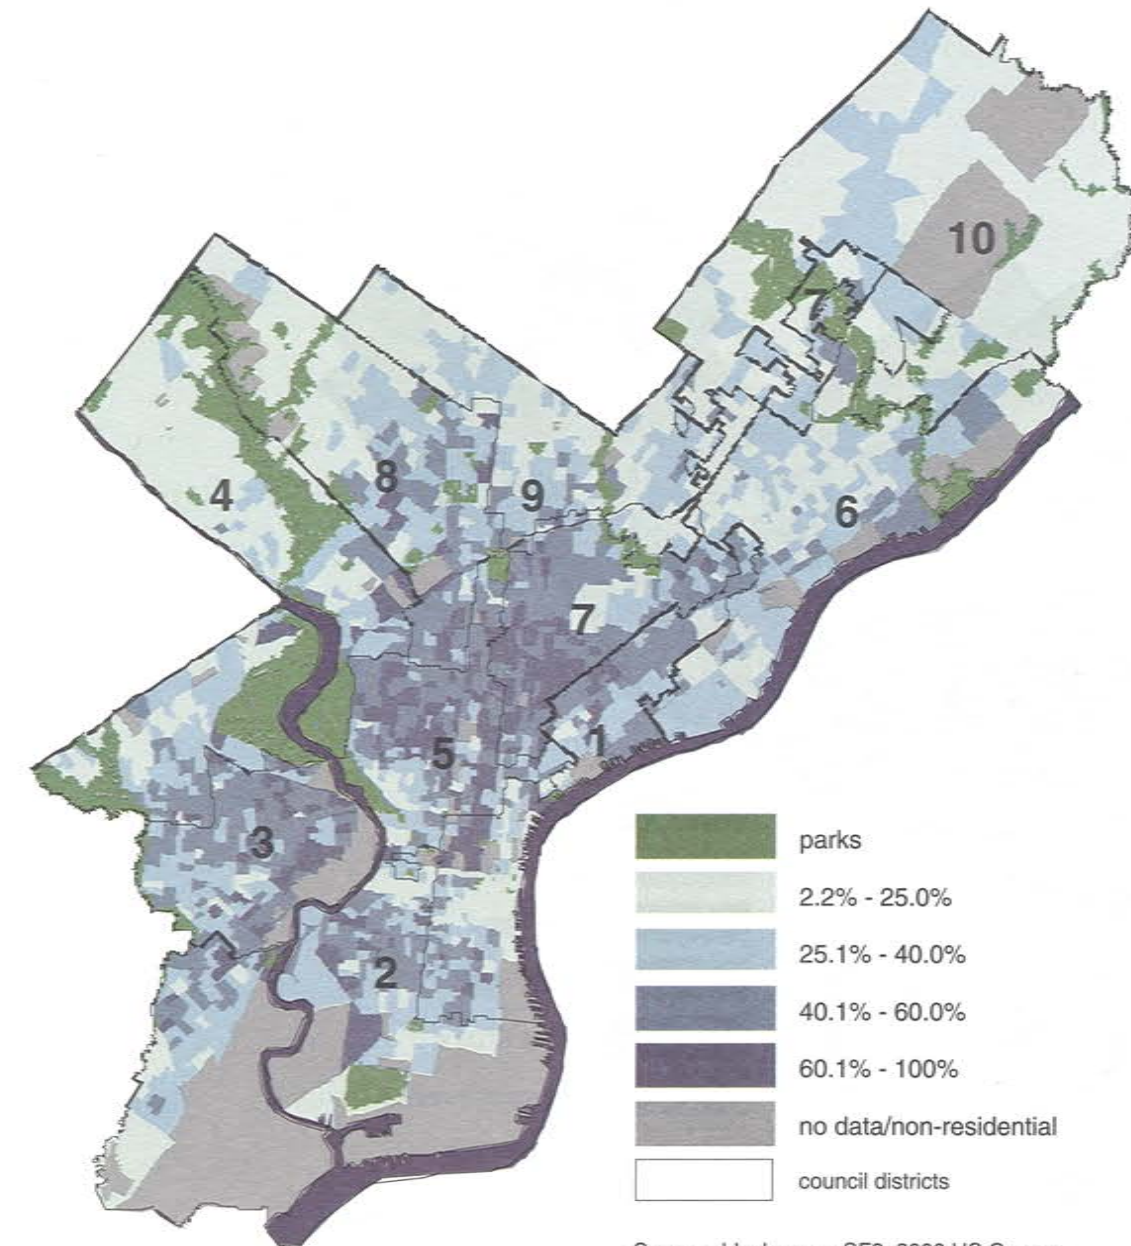 10
7
8
4
9
6
7
1
5
3
2
parks
2.2% - 25.0%
25.1% - 40.0%
40.1% - 60.0%
60.1% - 100%
no data/non-residential
council districts